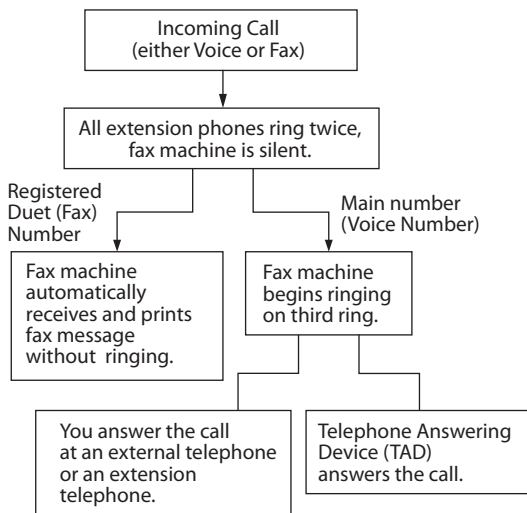 Incoming Call
(either Voice or Fax)
All extension phones ring twice,
fax machine is silent.
Registered
Duet (Fax)
Number
Main number
(Voice Number)
Fax machine
automatically
receives and prints
fax message
without ringing.
Fax machine
begins ringing
on third ring.
You answer the call
at an external telephone
or an extension
telephone.
Telephone Answering
Device (TAD)
answers the call.